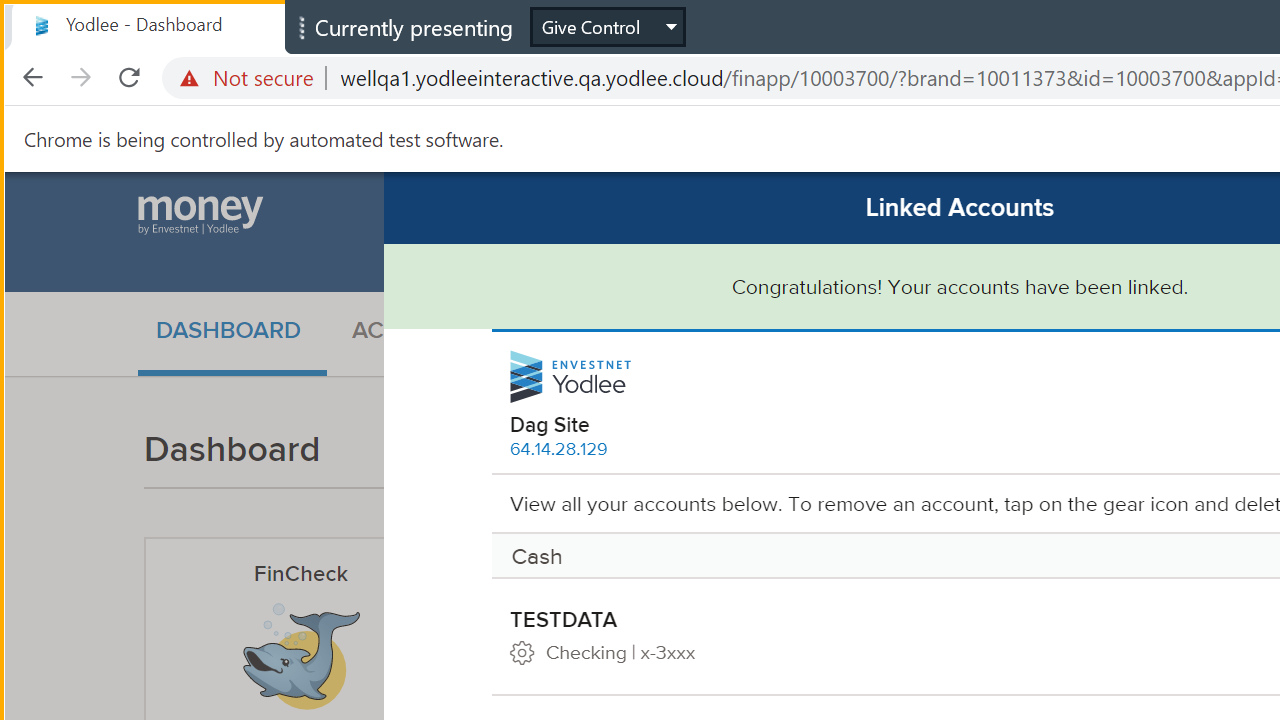 Yodlee - Dashboard
Currently presenting
Give Control
Not secure
wellqa1.yodleeinteractive.qa.yodlee.cloud/finapp/10003700/?brand=10011373&id=10003700&appId=
Chrome is being controlled by automated test software.
money
by Envestnet | Yodlee
Linked Accounts
Congratulations! Your accounts have been linked.
DASHBOARD
AC
ENVESTNET
Yodlee
Dag Site
64.14.28.129
Dashboard
View all your accounts below. To remove an account, tap on the gear icon and delet
Cash
FinCheck
TESTDATA
Checking | x-3xxx